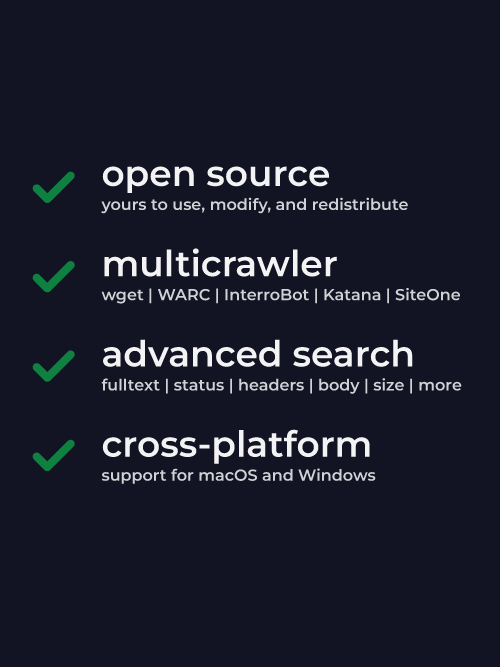 open source
yours to use, modify, and redistribute
multicrawler
wget | WARC | InterroBot | Katana | SiteOne
advanced search
fulltext | status | headers | body | size | more
cross-platform
support for macOS and Windows